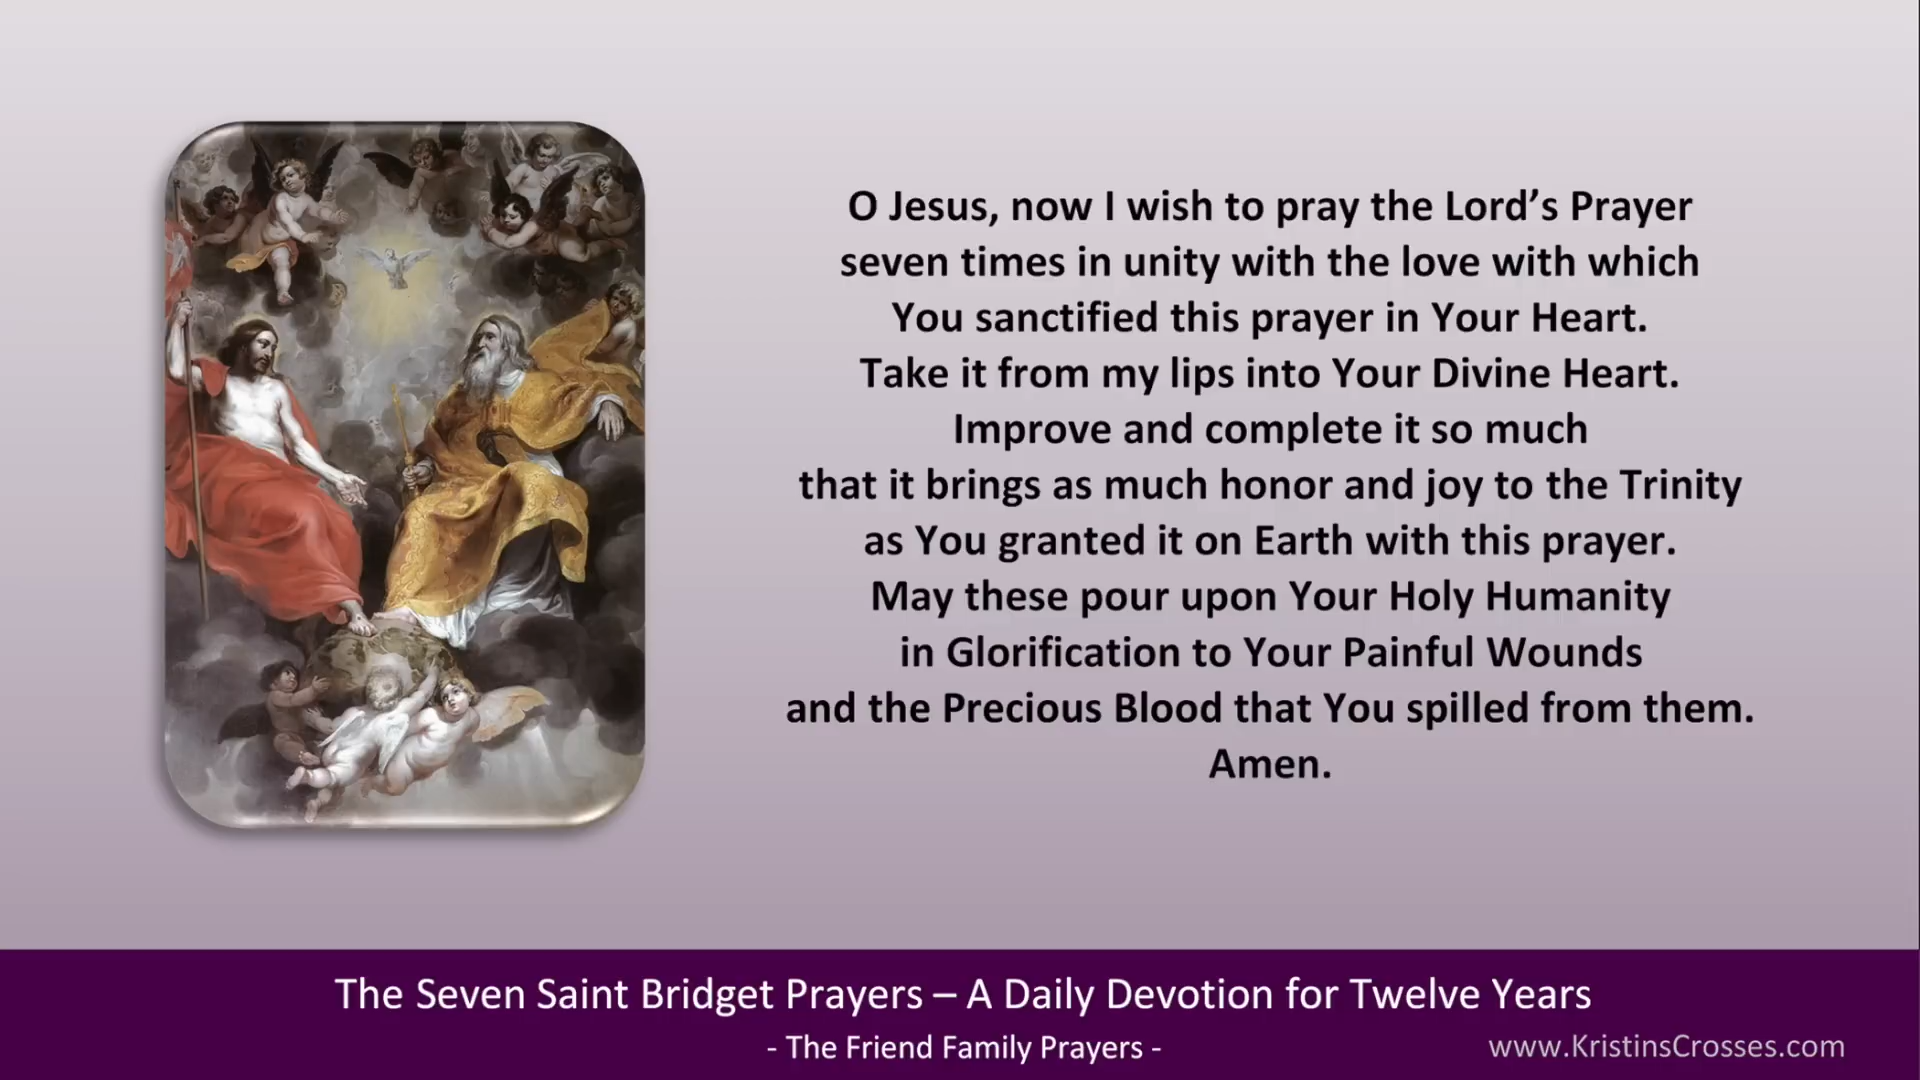 O Jesus, now I wish to pray the Lord’s Prayer
seven times in unity with the love with which
You sanctified this prayer in Your Heart.
Take it from my lips into Your Divine Heart.
Improve and complete it so much
that it brings as much honor and joy to the Trinity
as You granted it on Earth with this prayer.
May these pour upon Your Holy Humanity
in Glorification to Your Painful Wounds
and the Precious Blood that You spilled from them.
Amen.
The Seven Saint Bridget Prayers – A Daily Devotion for Twelve Years
- The Friend Family Prayers -
www.KristinsCrosses.com